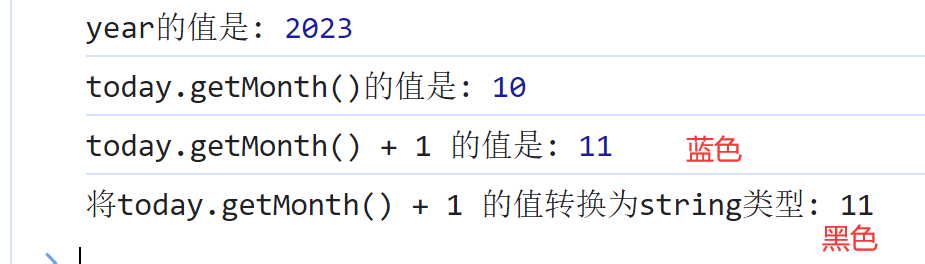 year的值是: 2023
today.getMonth()的值是: 10
today.getMonth() + 1 的值是: 11 蓝色
将today.getMonth() + 1 的值转换为string类型: 11
黑色